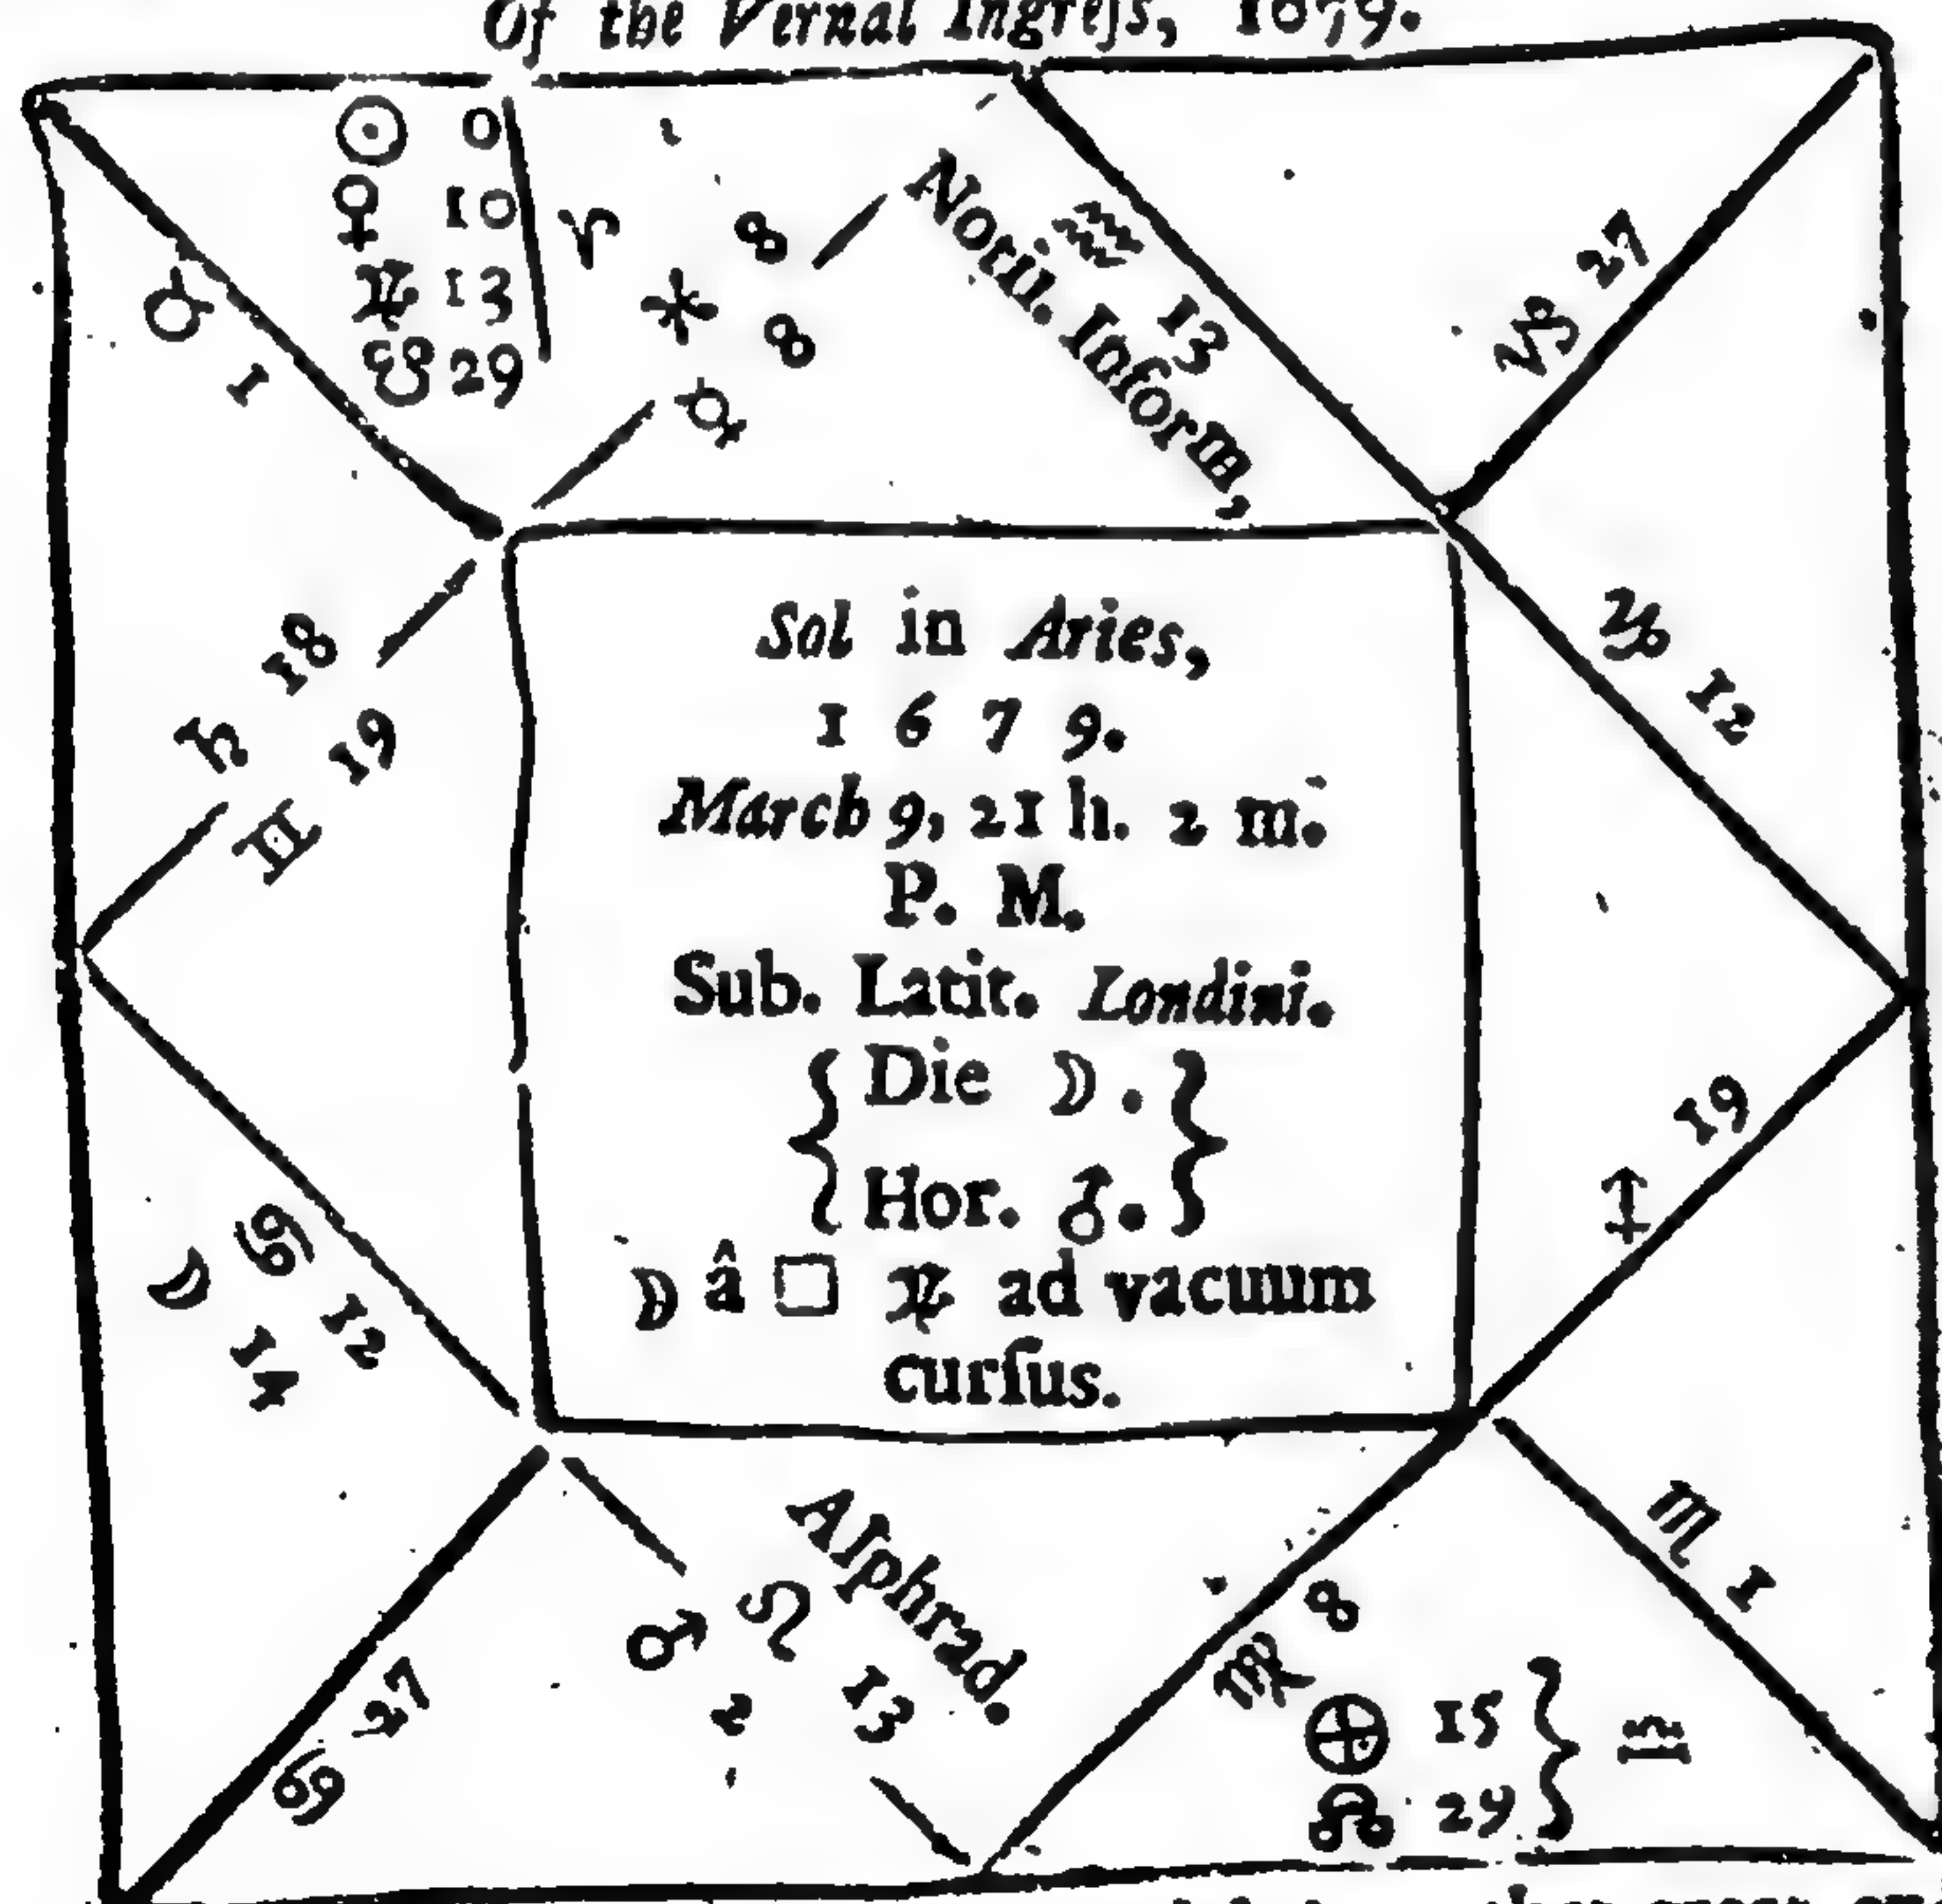 Of the Vernal Ingreſs, 1679.
☉ 0
♀ 10
♃ 13
☋ 29
♈
8
✶ 8
☿
Notii. Inform,
♒ 13
♑ 27
♉ 1
18
♄ 19
♊
♑ 12
Sol in Aries,
1 6 7 9.
March 9, 21 h. 2 m.
P. M.
Sub. Latit. Londini.
Die ☽.
Hor. ♂.
☽ â □ ♃ ad vacuum
curſus.
19
♐
♋ 12
☽ 14
♏ 1
♋ 27
Alphrad.
♂ ♌
2 13
8
♍
⊕ 15
☊ 29
♎